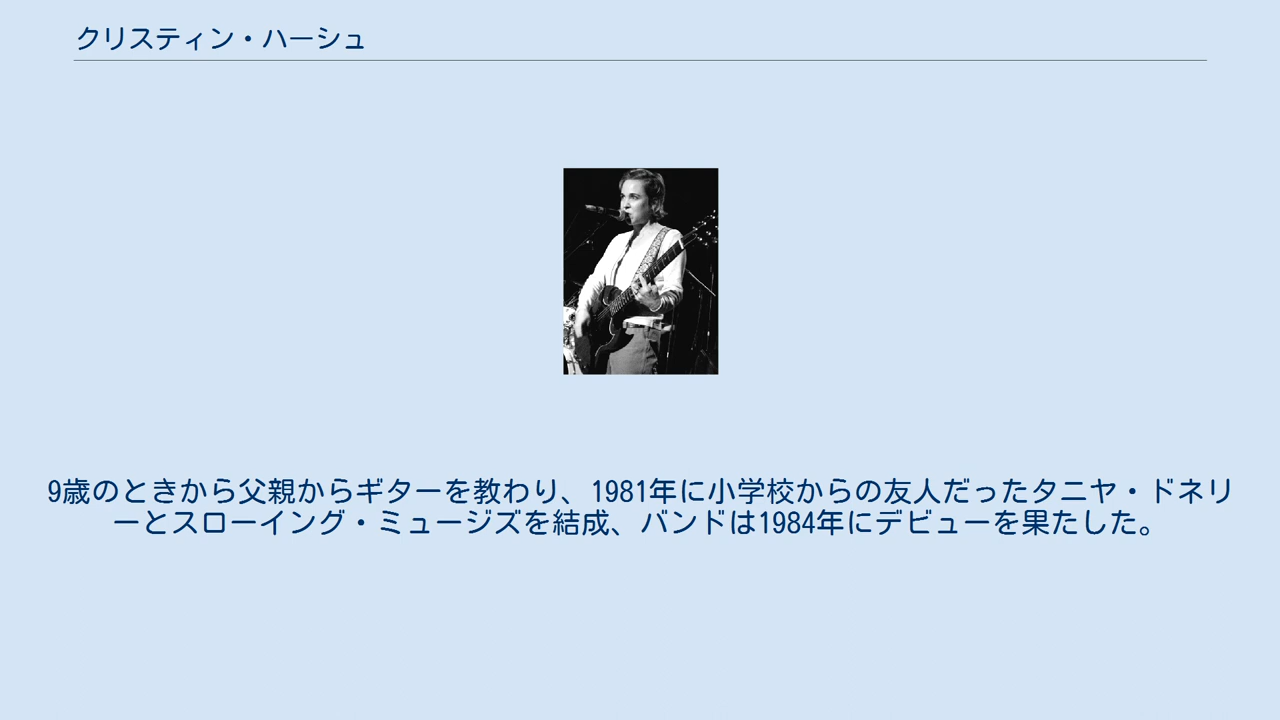 クリスティン・ハーシュ
9歳のときから父親からギターを教わり、1981年に小学校からの友人だったタニヤ・ドネリ
ーとスローイング・ミュージズを結成、バンドは1984年にデビューを果たした。